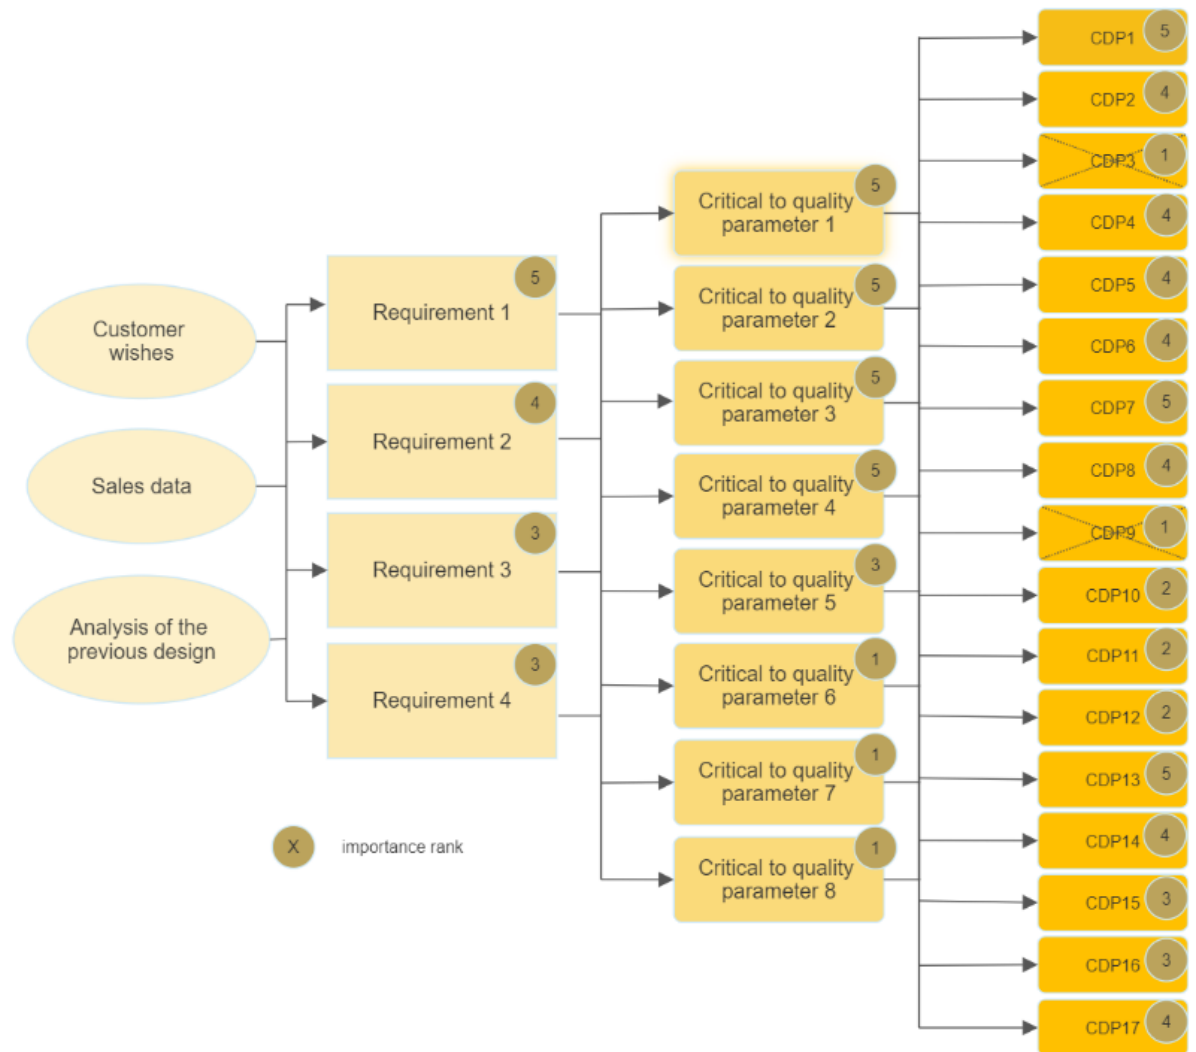 Customer
wishes
Sales data
Analysis of the
previous design
Requirement 1
5
Requirement 2
4
Requirement 3
3
Requirement 4
3
X
importance rank
Critical to quality
parameter 1
5
Critical to quality
parameter 2
5
Critical to quality
parameter 3
5
Critical to quality
parameter 4
5
Critical to quality
parameter 5
3
Critical to quality
parameter 6
1
Critical to quality
parameter 7
1
Critical to quality
parameter 8
1
CDP1
5
CDP2
4
CDP3
1
CDP4
4
CDP5
4
CDP6
4
CDP7
5
CDP8
4
CDP9
1
CDP10
2
CDP11
2
CDP12
2
CDP13
5
CDP14
4
CDP15
3
CDP16
3
CDP17
4